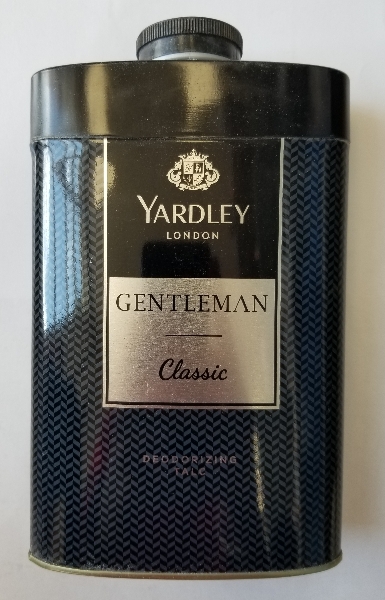 YARDLEY
LONDON
GENTLEMAN
Classic
DEODORIZING
TALC